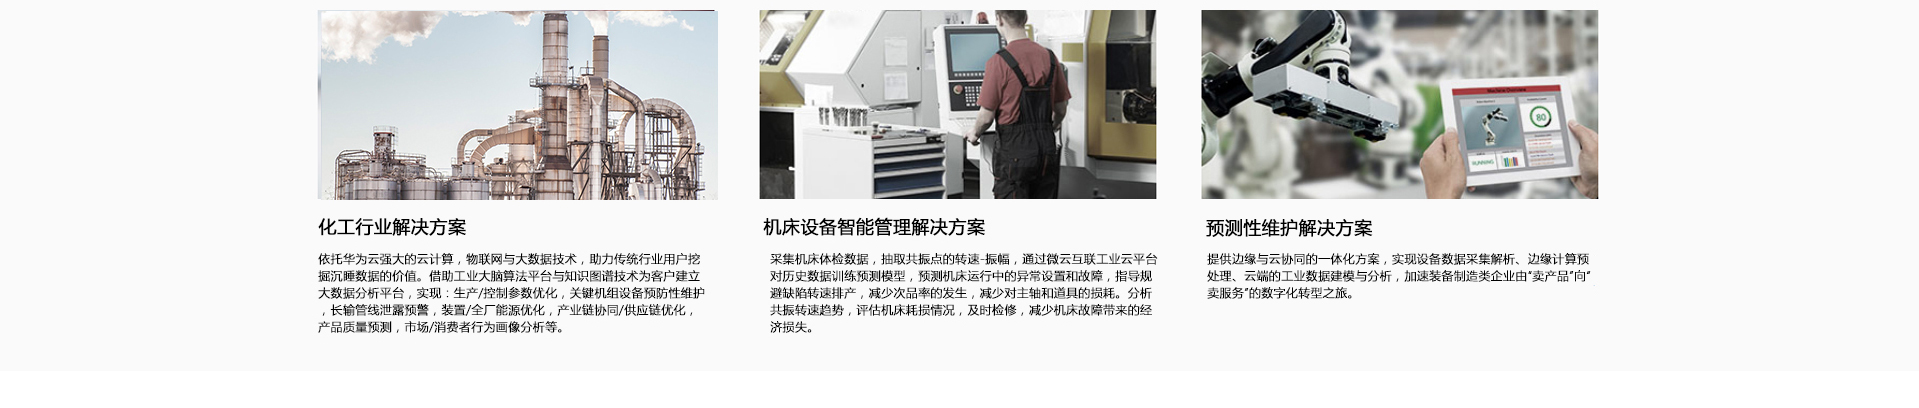 化工行业解决方案
依托华为云强大的云计算，物联网与大数据技术，助力传统行业用户挖
掘沉睡数据的价值。借助工业大脑算法平台与知识图谱技术为客户建立
大数据分析平台，实现：生产/控制参数优化，关键机组设备预防性维护
，长输管线泄露预警，装置/全厂能源优化，产业链协同/供应链优化，
产品质量预测，市场/消费者行为画像分析等。
机床设备智能管理解决方案
采集机床体检数据，抽取共振点的转速-振幅，通过微云互联工业云平台
对历史数据训练预测模型，预测机床运行中的异常设置和故障，指导规
避缺陷转速排产，减少次品率的发生，减少对主轴和道具的损耗。分析
共振转速趋势，评估机床耗损情况，及时检修，减少机床故障带来的经
济损失。
Machine Overview
80
RUNNING
预测性维护解决方案
提供边缘与云协同的一体化方案，实现设备数据采集解析、边缘计算预
处理、云端的工业数据建模与分析，加速装备制造类企业由“卖产品”向“
卖服务”的数字化转型之旅。